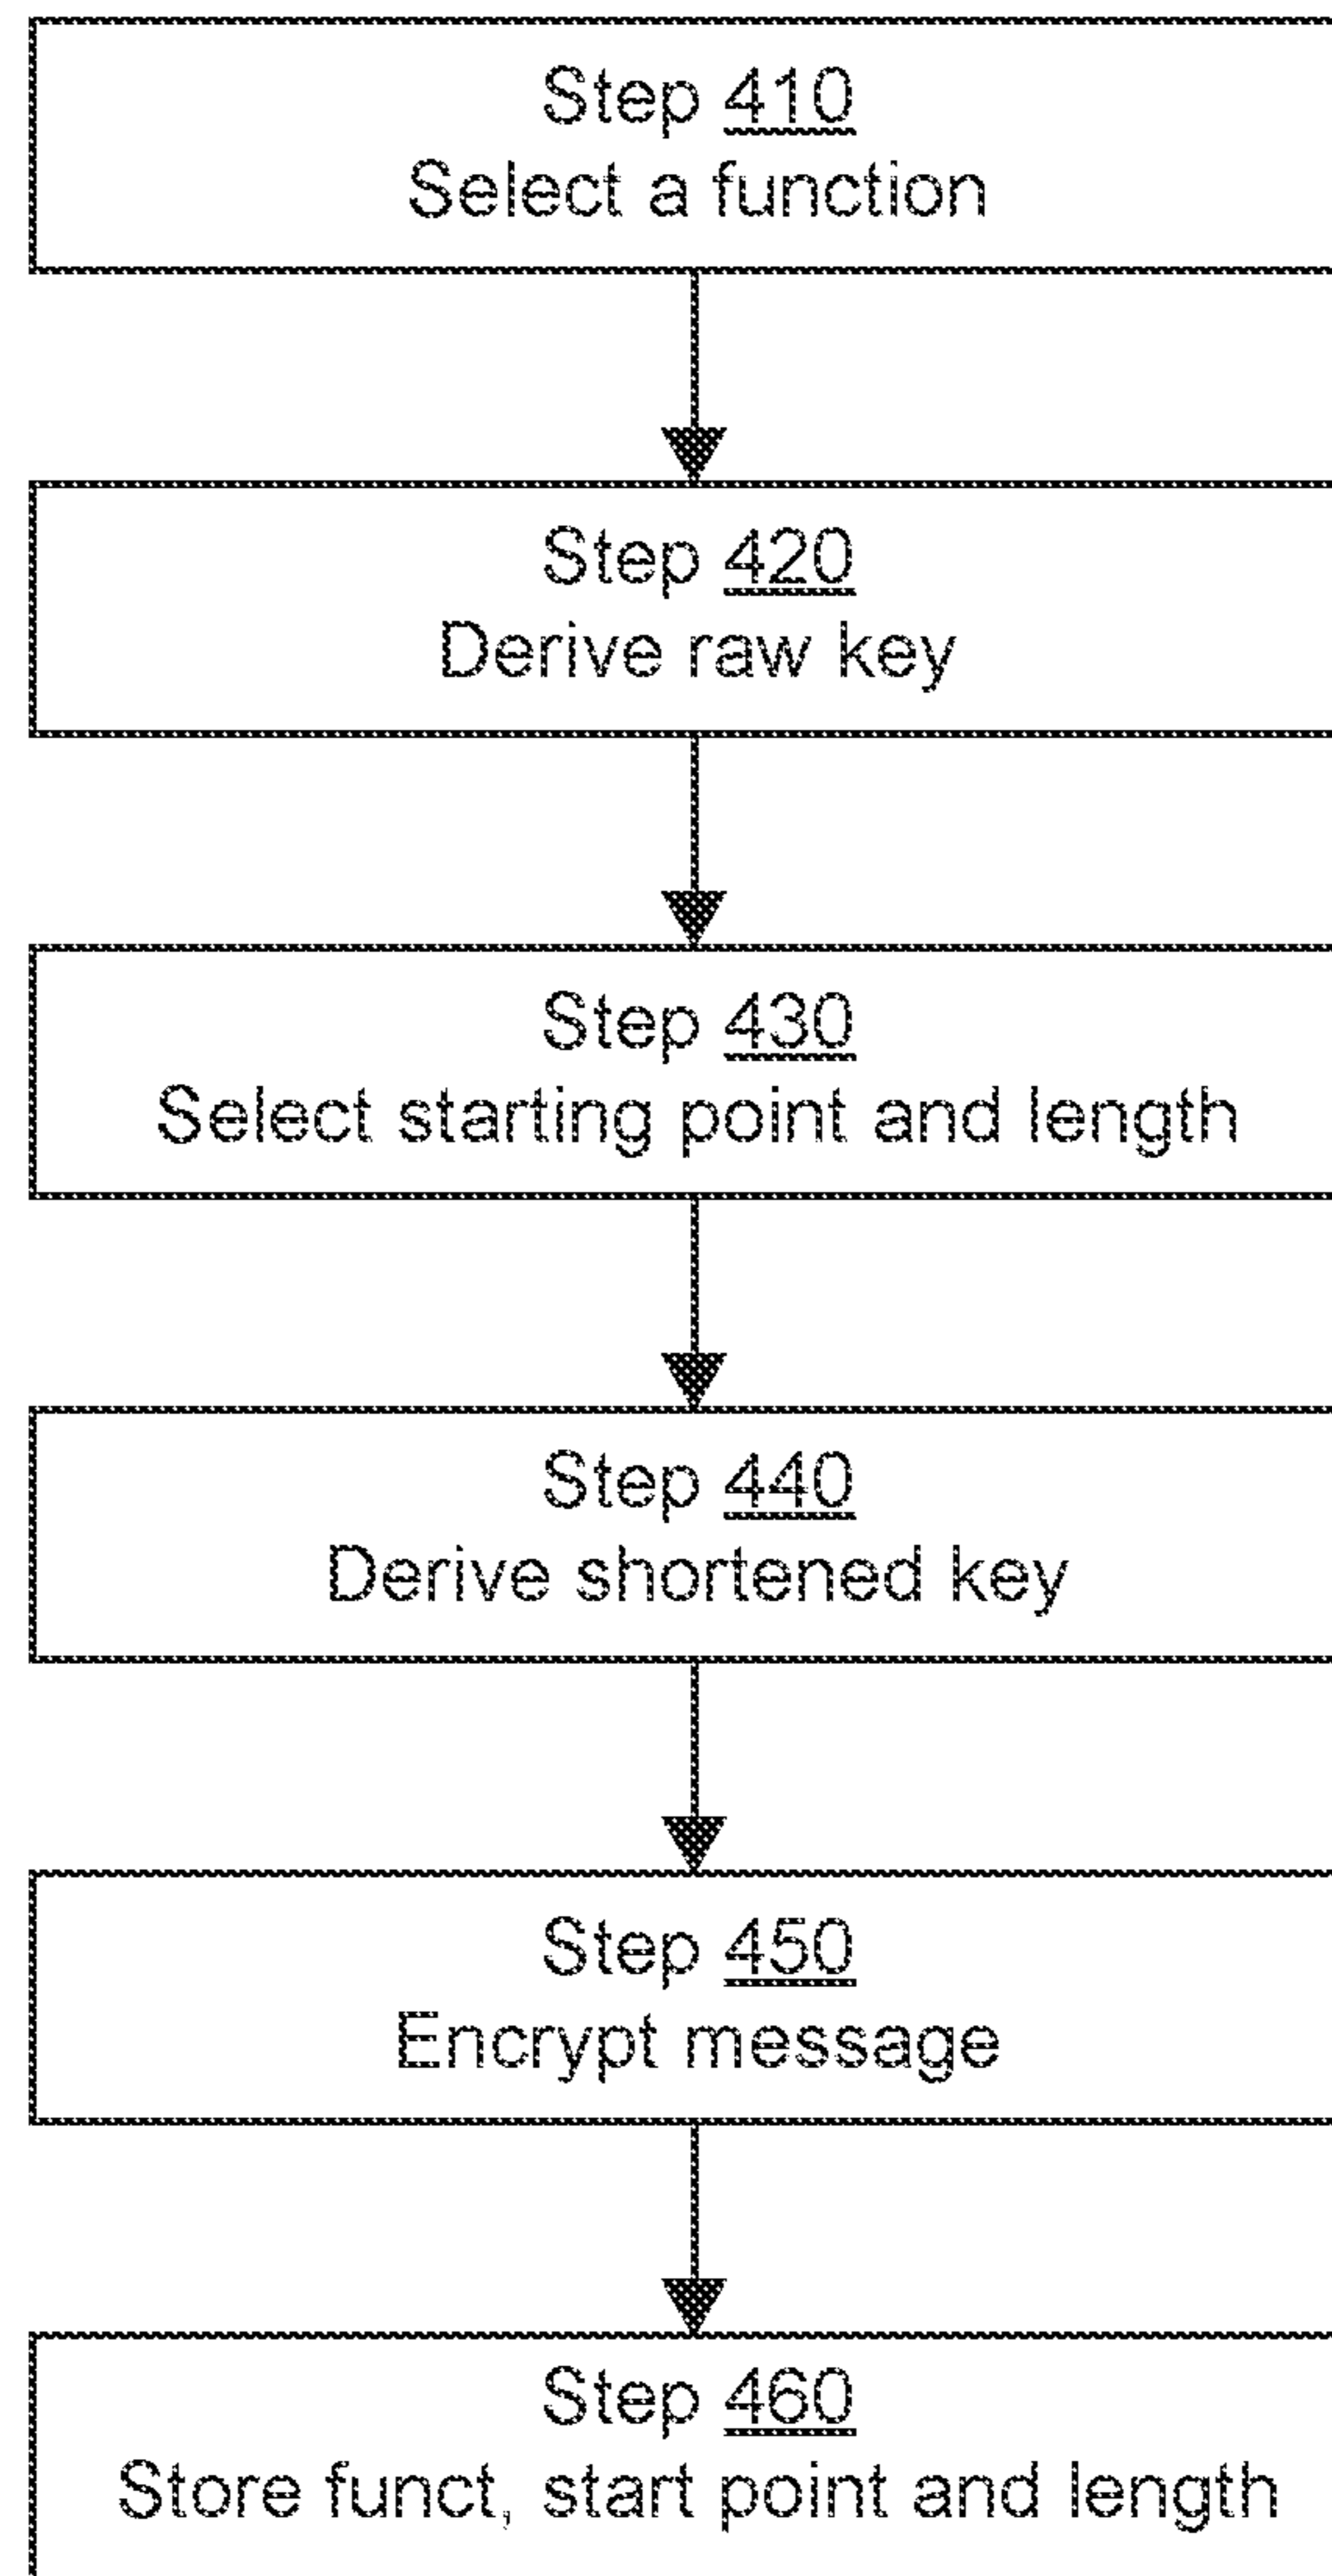 Step 410
Select a function
Step 420
Derive raw key
Step 430
Select starting point and length
Step 440
Derive shortened key
Step 450
Encrypt message
Step 460
Store funct, start point and length